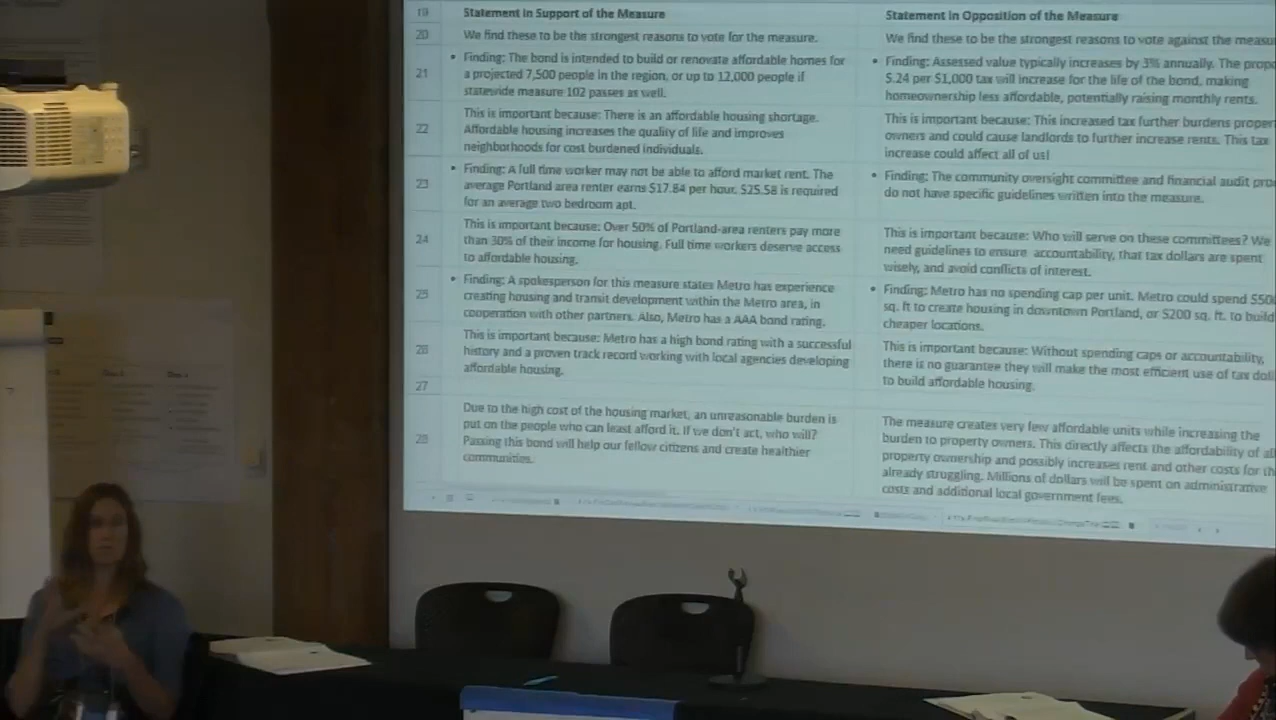 19
Statement in Support of the Measure
20
We find these to be the strongest reasons to vote for the measure.
21
• Finding: The bond is intended to build or renovate affordable homes for
a projected 7,500 people in the region, or up to 12,000 people if
statewide measure 102 passes as well.
22
This is important because: There is an affordable housing shortage.
Affordable housing increases the quality of life and improves
neighborhoods for cost burdened individuals.
23
• Finding: A full time worker may not be able to afford market rent. The
average Portland area renter earns $17.84 per hour. $25.58 is required
for an average two bedroom apt.
24
This is important because: Over 50% of Portland-area renters pay more
than 30% of their income for housing. Full time workers deserve access
to affordable housing.
25
• Finding: A spokesperson for this measure states Metro has experience
creating housing and transit development within the Metro area, in
cooperation with other partners. Also, Metro has a AAA bond rating.
26
This is important because: Metro has a high bond rating with a successful
history and a proven track record working with local agencies developing
affordable housing.
27
28
Due to the high cost of the housing market, an unreasonable burden is
put on the people who can least afford it. If we don't act, who will?
Passing this bond will help our fellow citizens and create healthier
communities.
Statement in Opposition of the Measure
We find these to be the strongest reasons to vote against the measu
• Finding: Assessed value typically increases by 3% annually. The prop
$.24 per $1,000 tax will increase for the life of the bond, making
homeownership less affordable, potentially raising monthly rents.
This is important because: This increased tax further burdens proper
owners and could cause landlords to further increase rents. This tax
increase could affect all of us!
• Finding: The community oversight committee and financial audit pro
do not have specific guidelines written into the measure.
This is important because: Who will serve on these committees? We
need guidelines to ensure accountability, that tax dollars are spent
wisely, and avoid conflicts of interest.
• Finding: Metro has no spending cap per unit. Metro could spend $50
sq. ft to create housing in downtown Portland, or $200 sq. ft. to build
cheaper locations.
This is important because: Without spending caps or accountability,
there is no guarantee they will make the most efficient use of tax doll
to build affordable housing.
The measure creates very few affordable units while increasing the
burden to property owners. This directly affects the affordability of all
property ownership and possibly increases rent and other costs for th
already struggling. Millions of dollars will be spent on administrative
costs and additional local government fees.